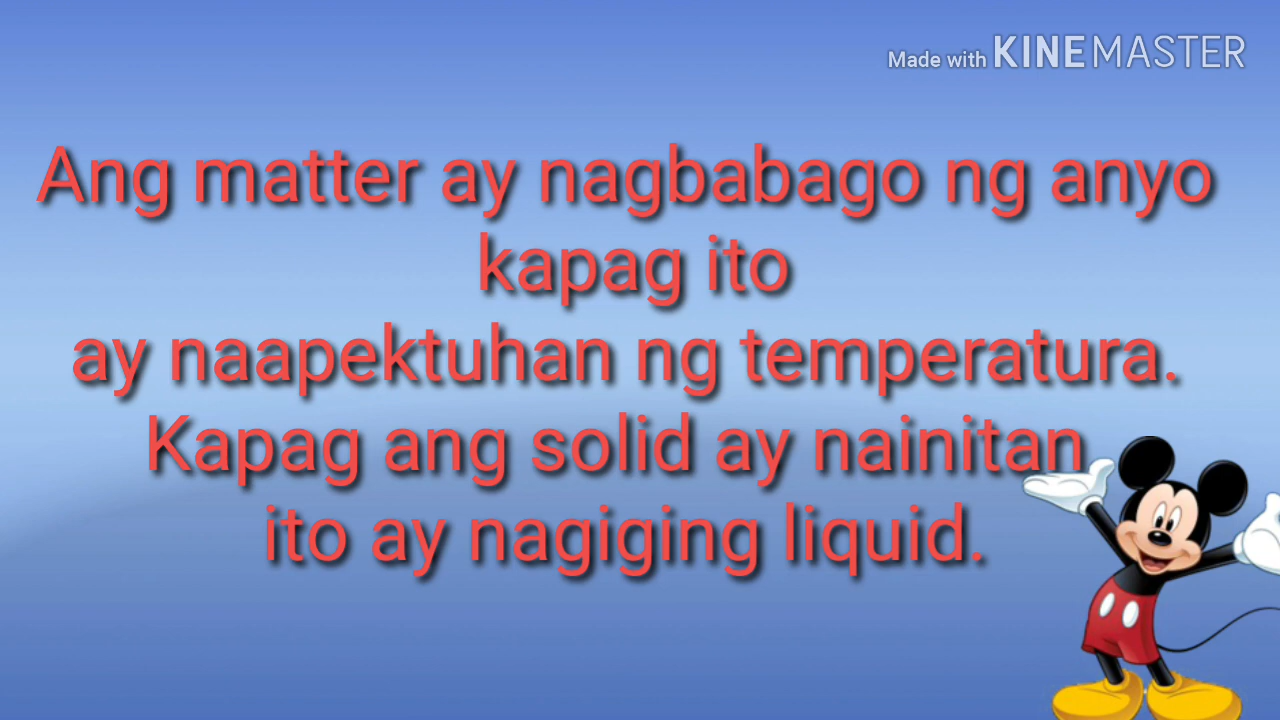 Made with KINEMASTER
Ang matter ay nagbabago ng anyo
kapag ito
ay naapektuhan ng temperatura.
Kapag ang solid ay nainitan
ito ay nagiging liquid.